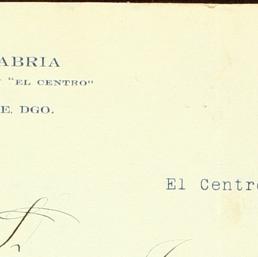 ABRIA
"EL CENTRO"
E. DGO.
El Centro